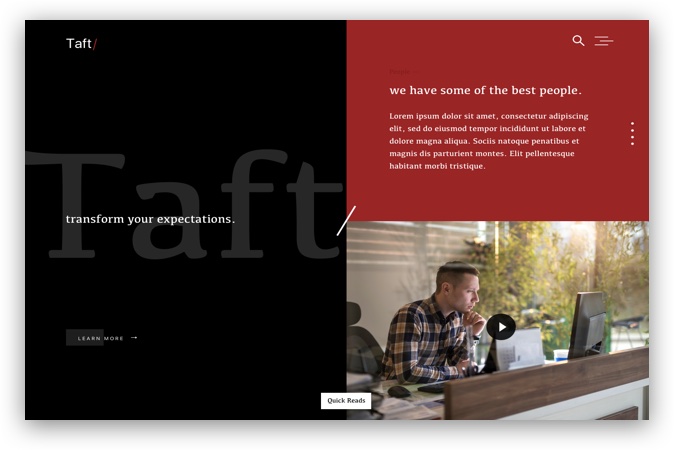 Taft/
we have some of the best people.
Lorem ipsum dolor sit amet, consectetur adipiscing
elit, sed do eiusmod tempor incididunt ut labore et
dolore magna aliqua. Sociis natoque penatibus et
magnis dis parturient montes. Elit pellentesque
habitant morbi tristique.
Taft
transform your expectations.
LEARN MORE →
Quick Reads